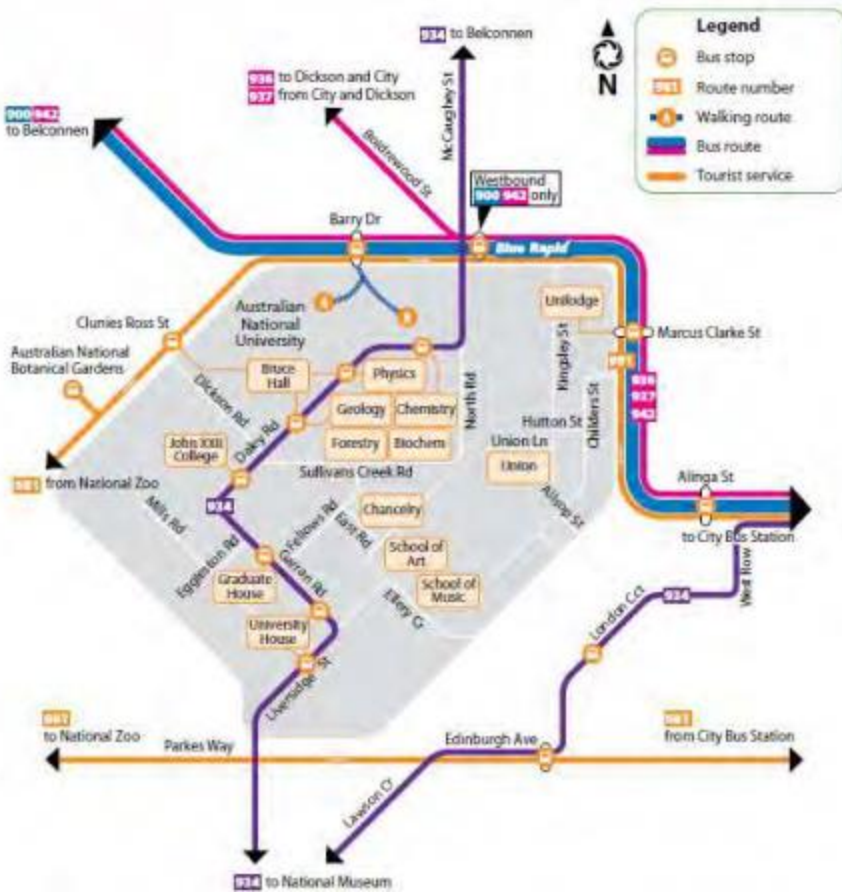 934 to Belconnen
936 to Dickson and City
937 from City and Dickson
900 942
to Belconnen
N
Legend
Bus stop
981 Route number
Walking route
Bus route
Tourist service
McCaughey St
Boldrewood St
Westbound
900 942 only
Barry Dr
Blue Rapid
Australian
National
University
Unilodge
Clunies Ross St
Marcus Clarke St
Kingsley St
981
Australian National
Botanical Gardens
Bruce
Hall
Physics
936
937
942
Dickson Rd
Geology
Chemistry
North Rd
Childers St
Hutton St
Daley Rd
Forestry
Biochem
Union Ln
John XXIII
College
Union
Sullivans Creek Rd
981 from National Zoo
Alinga St
Mills Rd
934
Fellows Rd
Chancelry
Allsop St
to City Bus Station
East Rd
Eggleston Rd
Garran Rd
School of
Art
West Row
Graduate
House
School of
Music
London Cct
934
Ellery Cr
University
House
Liversidge St
981
to National Zoo
981
from City Bus Station
Parkes Way
Edinburgh Ave
Lawson Cr
934 to National Museum